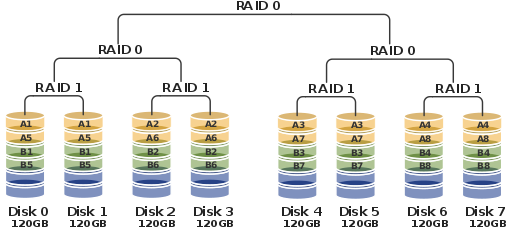 RAID 0
RAID 0 RAID 0
RAID 1 RAID 1 RAID 1 RAID 1
A1 A1 A2 A2 A3 A3 A4 A4
A5 A5 A6 A6 A7 A7 A8 A8
B1 B1 B2 B2 B3 B3 B4 B4
B5 B5 B6 B6 B7 B7 B8 B8
Disk 0 Disk 1 Disk 2 Disk 3 Disk 4 Disk 5 Disk 6 Disk 7
120GB 120GB 120GB 120GB 120GB 120GB 120GB 120GB